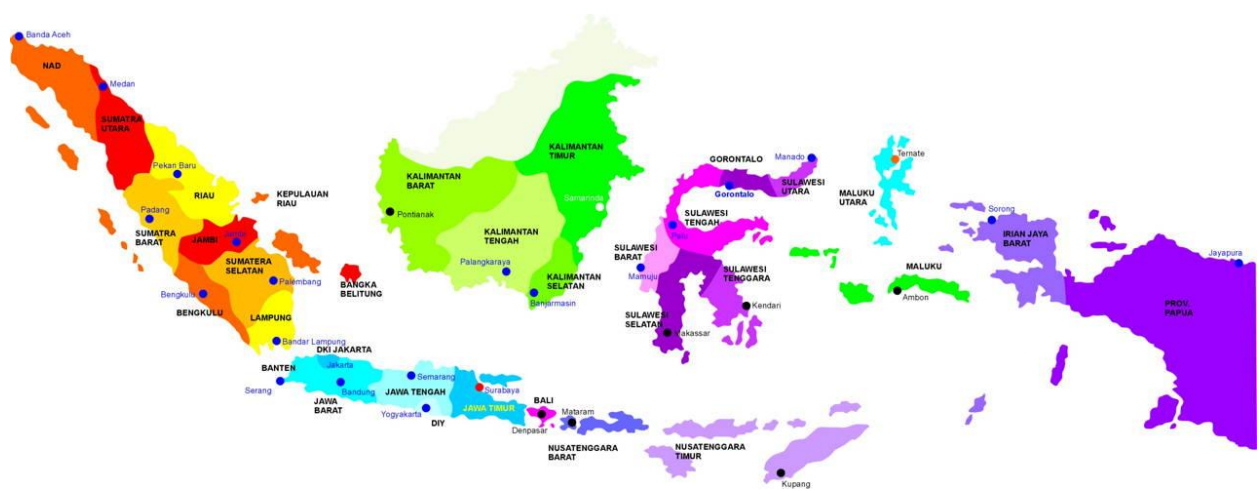 Banda Aceh
NAD
Medan
SUMATRA
UTARA
Pekan Baru
RIAU
KEPULAUAN
RIAU
Padang
SUMATRA
BARAT
JAMBI
Jambi
SUMATERA
SELATAN
Palembang
BANGKA
BELITUNG
Bengkulu
BENGKULU
LAMPUNG
Bandar Lampung
DKI JAKARTA
BANTEN
Jakarta
Serang
Bandung
JAWA
BARAT
Semarang
JAWA TENGAH
Yogyakarta
DIY
Surabaya
JAWA TIMUR
BALI
Denpasar
Mataram
NUSATENGGARA
BARAT
NUSATENGGARA
TIMUR
Kupang
KALIMANTAN
BARAT
Pontianak
KALIMANTAN
TIMUR
Samarinda
KALIMANTAN
TENGAH
Palangkaraya
KALIMANTAN
SELATAN
Banjarmasin
GORONTALO
Gorontalo
Manado
SULAWESI
UTARA
SULAWESI
TENGAH
Palu
SULAWESI
BARAT
Mamuju
SULAWESI
TENGGARA
Kendari
SULAWESI
SELATAN
Makassar
Ternate
MALUKU
UTARA
MALUKU
Ambon
Sorong
IRIAN JAYA
BARAT
Jayapura
PROV.
PAPUA